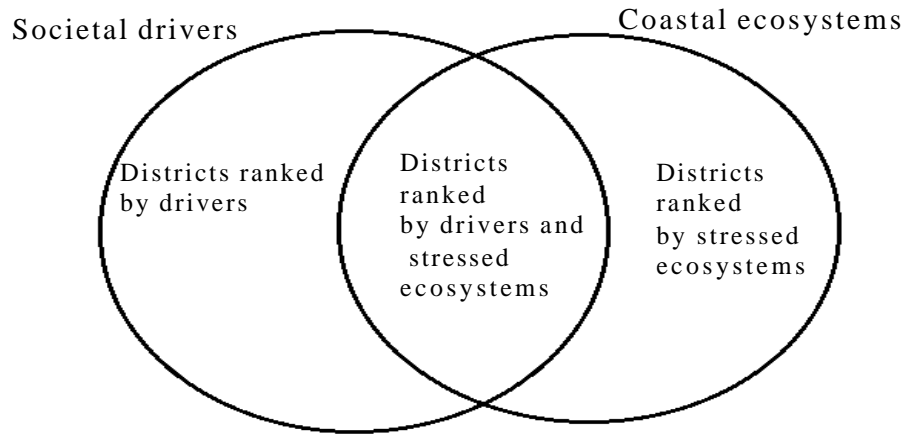 Societal drivers
Coastal ecosystems
Districts ranked
by drivers
Districts
ranked
by drivers and
stressed
ecosystems
Districts
ranked
by stressed
ecosystems